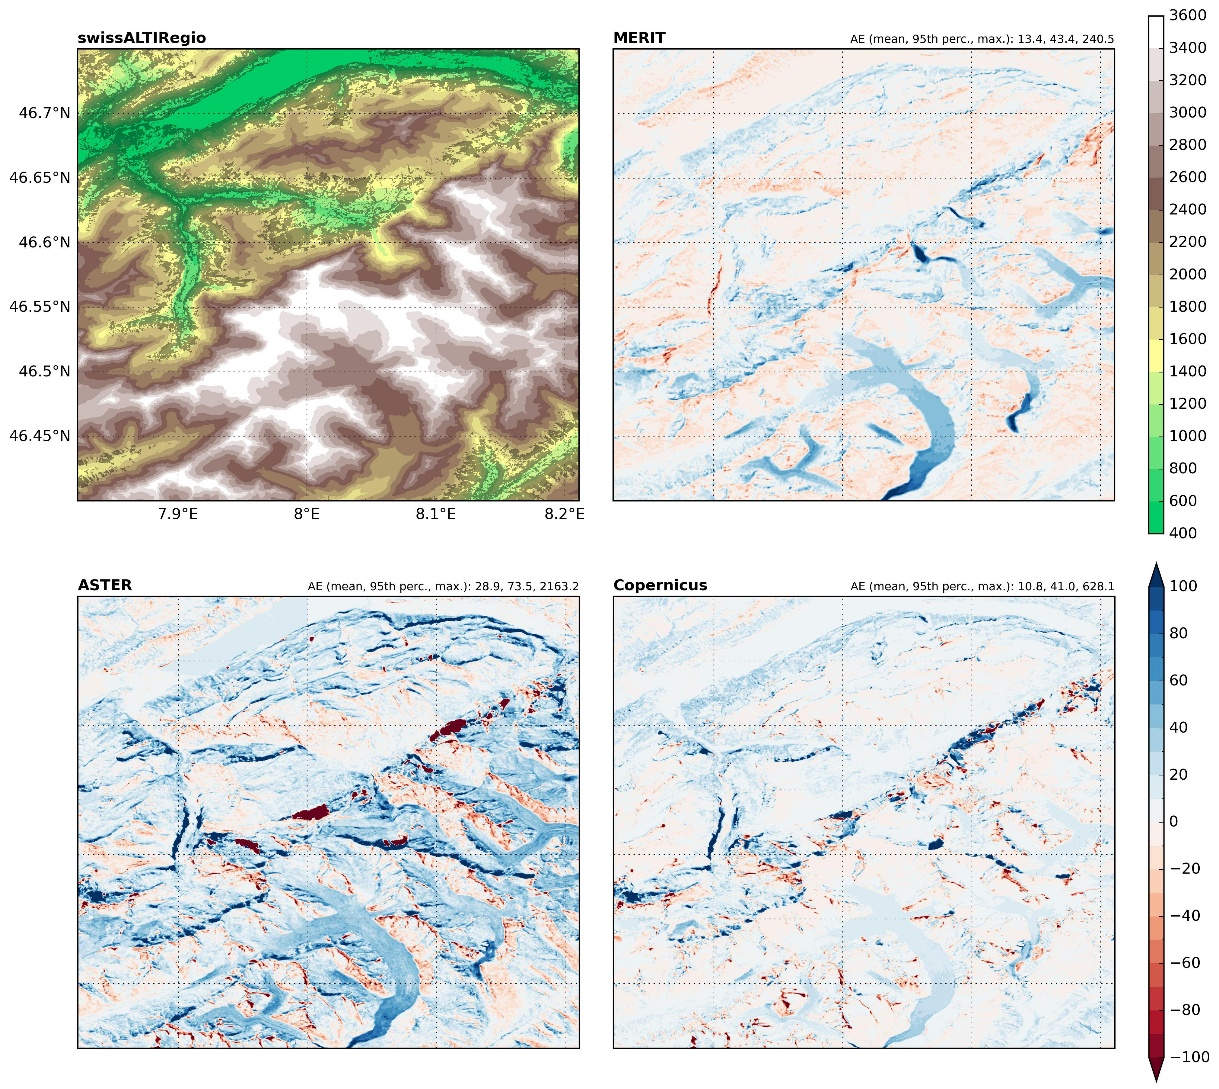 swissALTIRegio
MERIT
AE (mean, 95th perc., max.): 13.4, 43.4, 240.5
46.7°N
46.65°N
46.6°N
46.55°N
46.5°N
46.45°N
7.9°E
8°E
8.1°E
8.2°E
3600
3400
3200
3000
2800
2600
2400
2200
2000
1800
1600
1400
1200
1000
800
600
400
ASTER
AE (mean, 95th perc., max.): 28.9, 73.5, 2163.2
Copernicus
AE (mean, 95th perc., max.): 10.8, 41.0, 628.1
100
80
60
40
20
0
−20
−40
−60
−80
−100